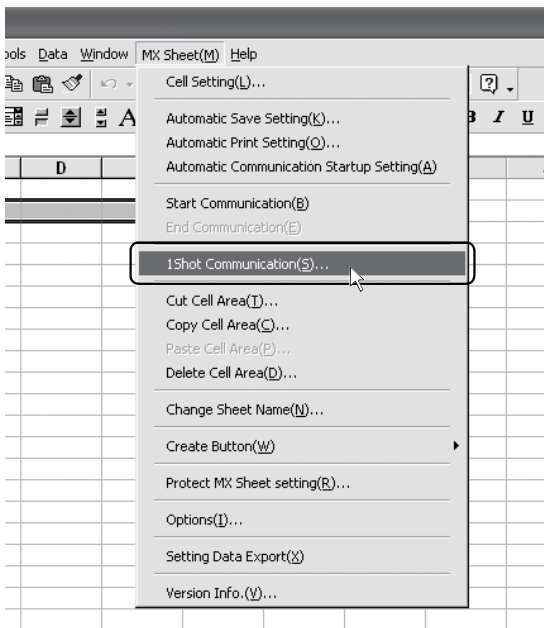 Data Window MX Sheet(M) Help
Cell Setting(L)...
Automatic Save Setting(K)...
Automatic Print Setting(O)...
Automatic Communication Startup Setting(A)
Start Communication(B)
End Communication(E)
1Shot Communication(S)...
Cut Cell Area(T)...
Copy Cell Area(C)...
Paste Cell Area(P)...
Delete Cell Area(D)...
Change Sheet Name(N)...
Create Button(W)
Protect MX Sheet setting(R)...
Options(I)...
Setting Data Export(X)
Version Info.(V)...
A
I U
D